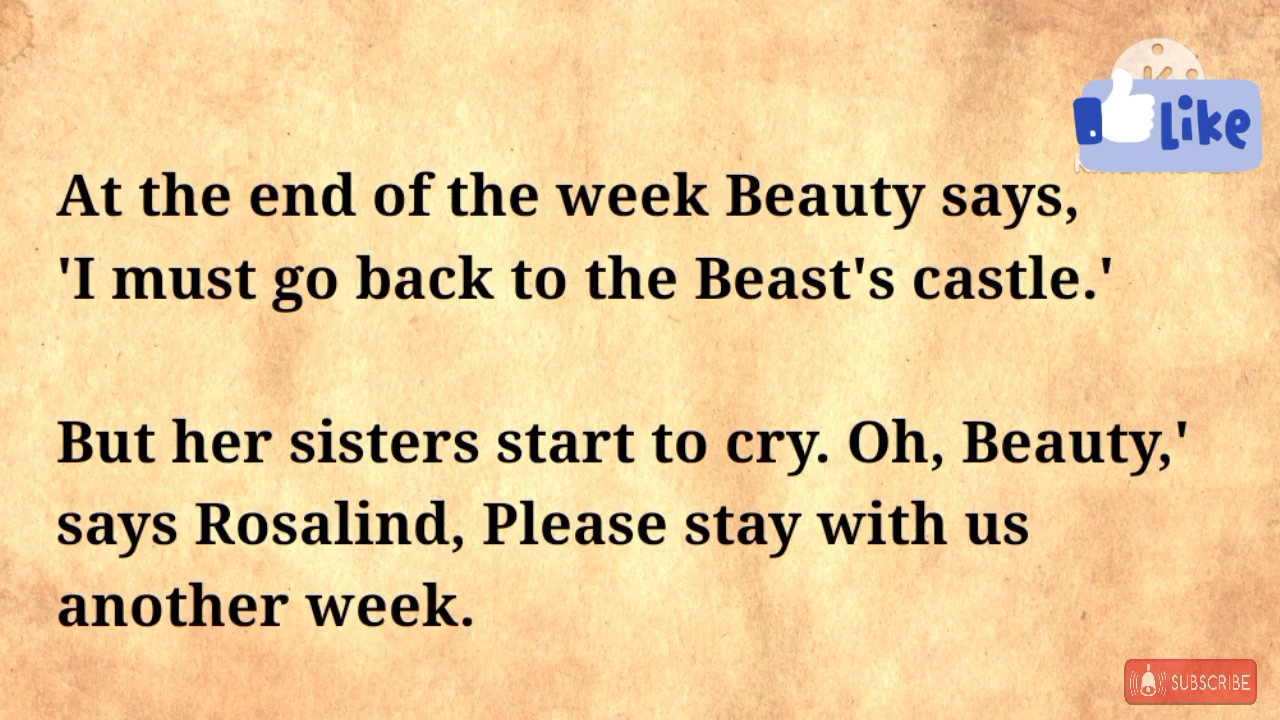 Like
At the end of the week Beauty says,
'I must go back to the Beast's castle.'
But her sisters start to cry. Oh, Beauty,'
says Rosalind, Please stay with us
another week.
SUBSCRIBE